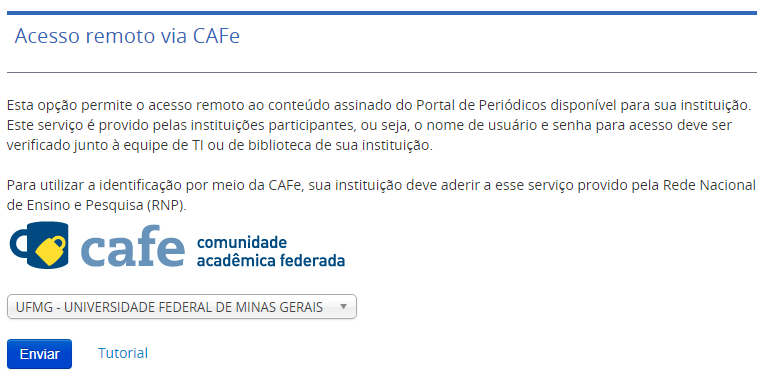 Acesso remoto via CAFe
Esta opção permite o acesso remoto ao conteúdo assinado do Portal de Periódicos disponível para sua instituição.
Este serviço é provido pelas instituições participantes, ou seja, o nome de usuário e senha para acesso deve ser
verificado junto à equipe de TI ou de biblioteca de sua instituição.
Para utilizar a identificação por meio da CAFe, sua instituição deve aderir a esse serviço provido pela Rede Nacional
de Ensino e Pesquisa (RNP).
cafe comunidade
acadêmica federada
UFMG - UNIVERSIDADE FEDERAL DE MINAS GERAIS
Enviar Tutorial